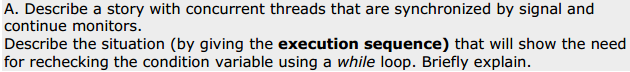 A. Describe a story with concurrent threads that are synchronized by signal and
continue monitors.
Describe the situation (by giving the execution sequence) that will show the need
for rechecking the condition variable using a while loop. Briefly explain.